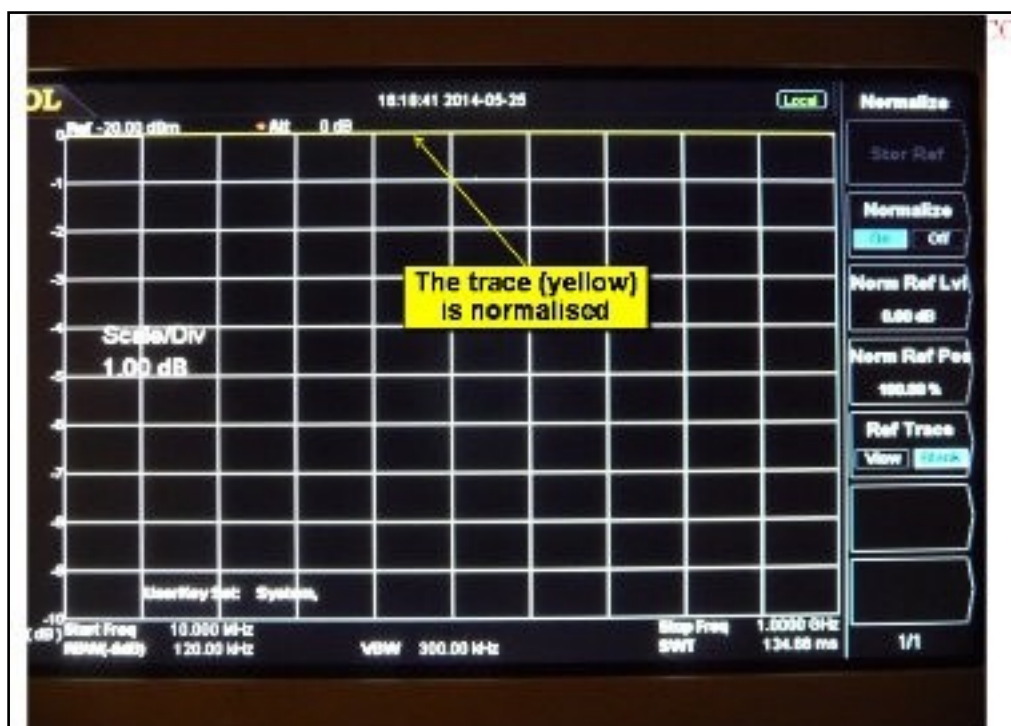 OL
18:18:41 2014-05-25
Local
Normalize
Ref -20.00 dBm
Att 0 dB
Stor Ref
Normalize
On Off
Norm Ref Lvl
0.00 dB
Norm Ref Pos
100.00 %
Ref Trace
View Blank
1/1
0
-1
-2
-3
-4
-5
-6
-7
-8
-9
-10
(dB)
The trace (yellow)
is normalised
Scale/Div
1.00 dB
UserKey Set: System,
Start Freq 10.000 MHz
Stop Freq 1.0000 GHz
RBW(-6dB) 120.00 kHz
VBW 300.00 kHz
SWT 134.88 ms